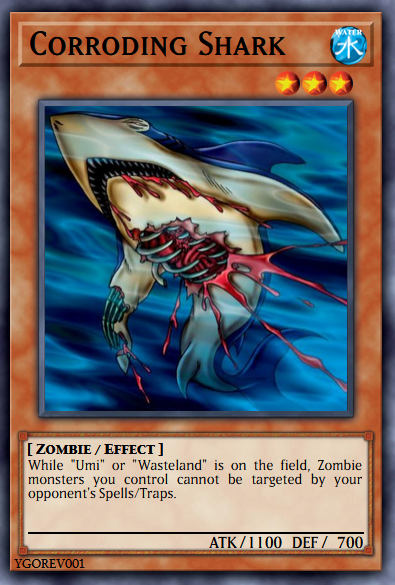 Corroding Shark
WATER
水
[ Zombie / Effect ]
While "Umi" or "Wasteland" is on the field, Zombie
monsters you control cannot be targeted by your
opponent's Spells/Traps.
ATK/1100 DEF/ 700
YGOREV001